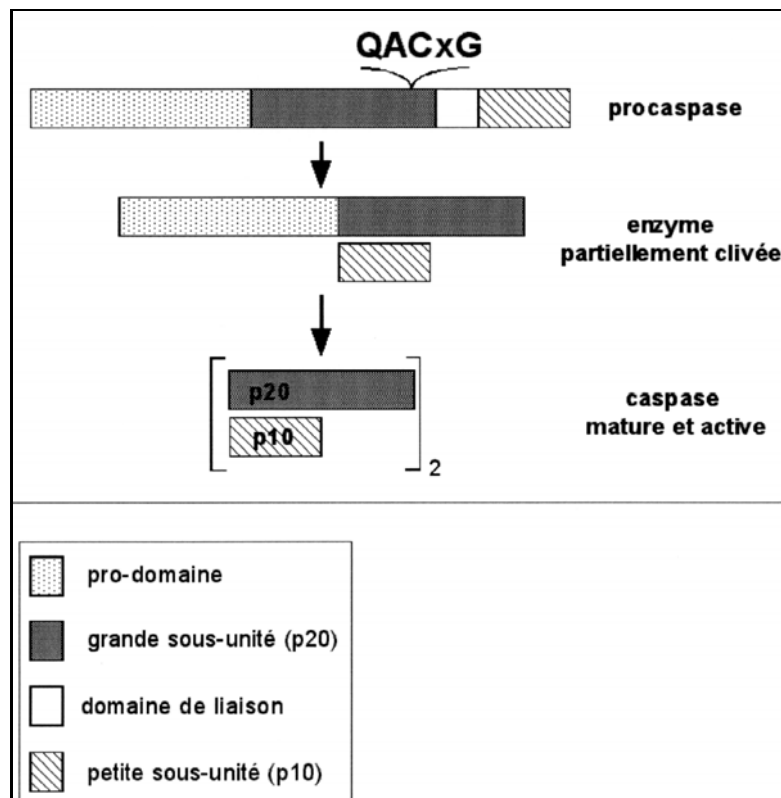 QACxG
procaspase
enzyme
partiellement clivée
p20
p10
2
caspase
mature et active
pro-domaine
grande sous-unité (p20)
domaine de liaison
petite sous-unité (p10)